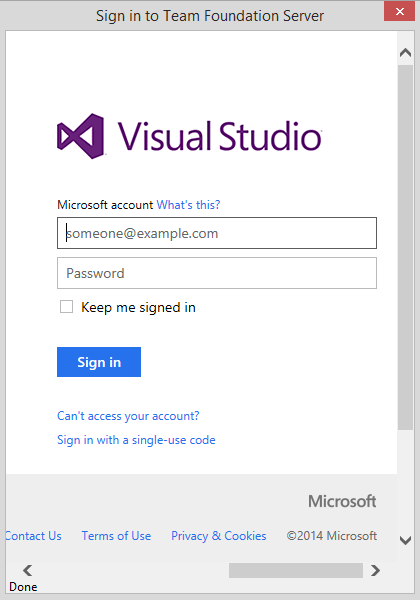 Sign in to Team Foundation Server
Visual Studio
Microsoft account What's this?
someone@example.com
Password
Keep me signed in
Sign in
Can't access your account?
Sign in with a single-use code
Microsoft
Contact Us Terms of Use Privacy & Cookies ©2014 Microsoft
Done